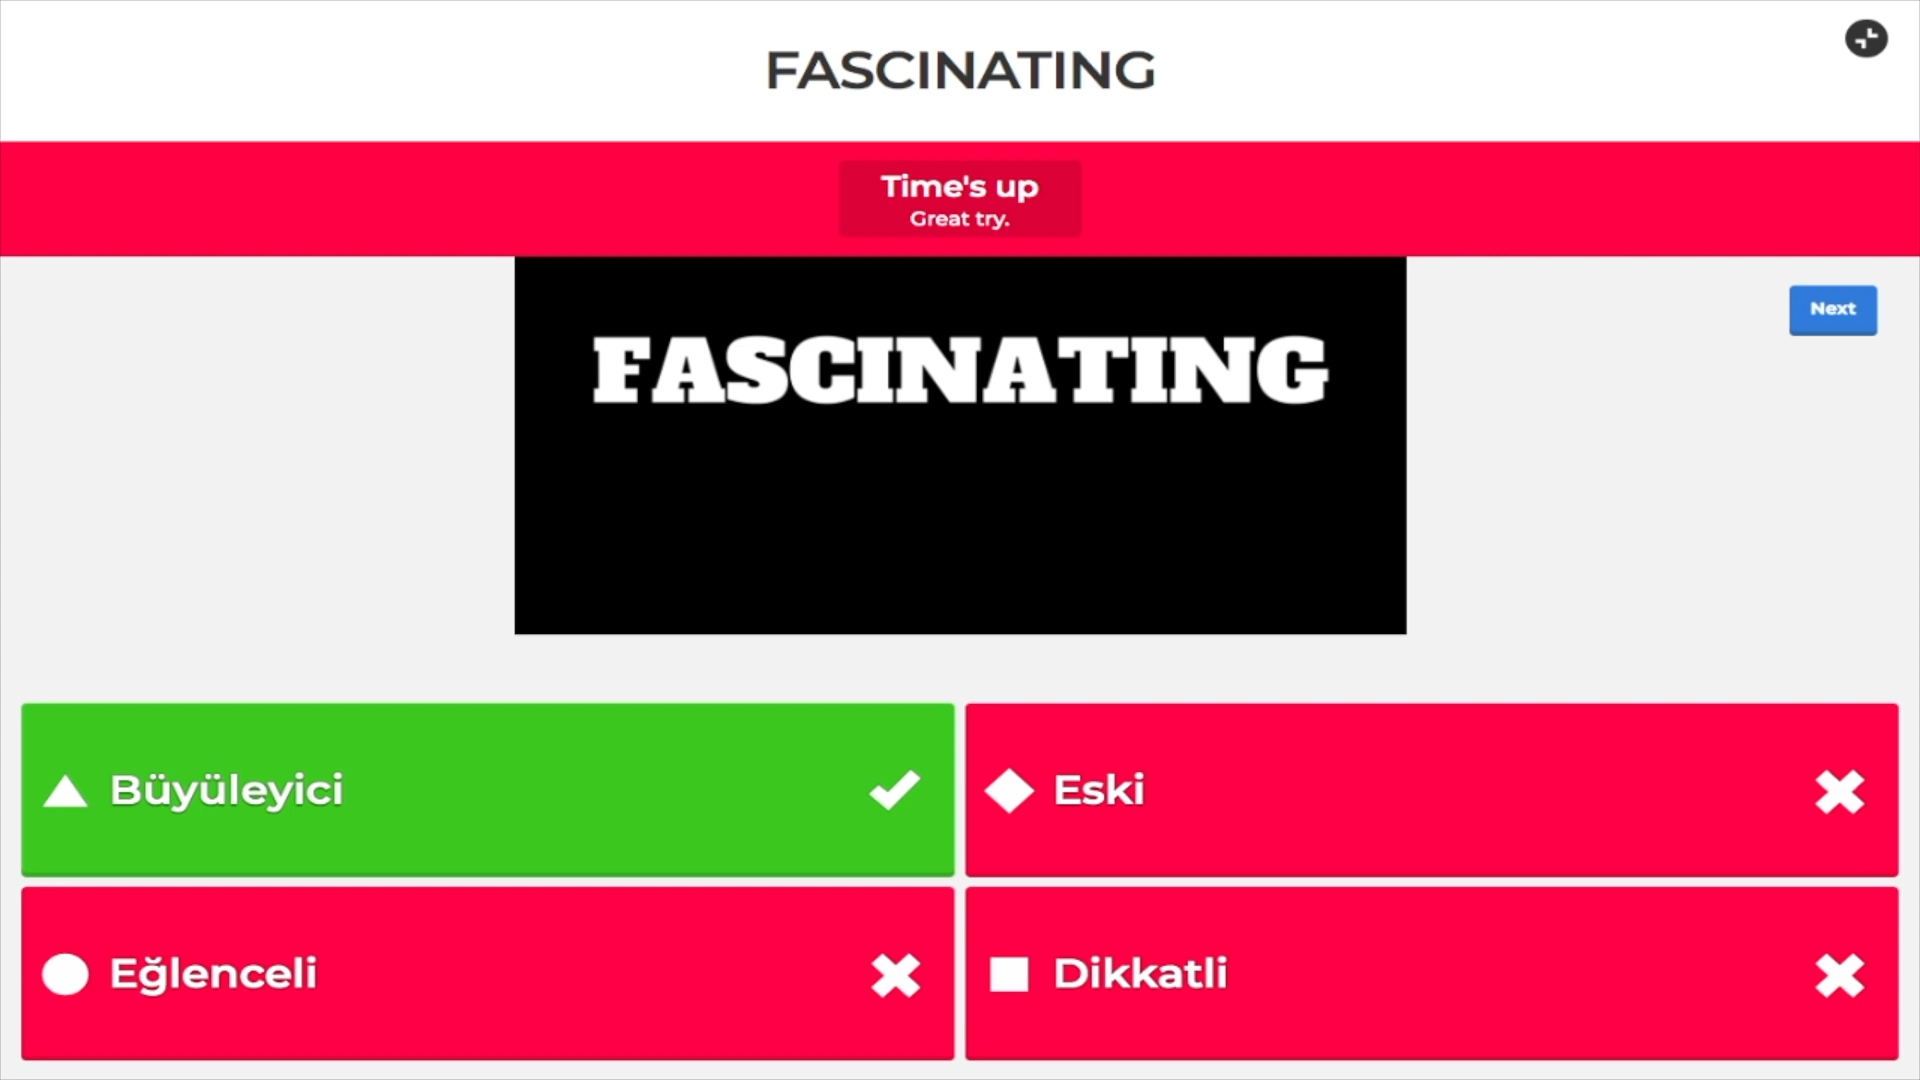 FASCINATING
Time's up
Great try.
FASCINATING
Next
Büyüleyici
Eski
Eğlenceli
Dikkatli